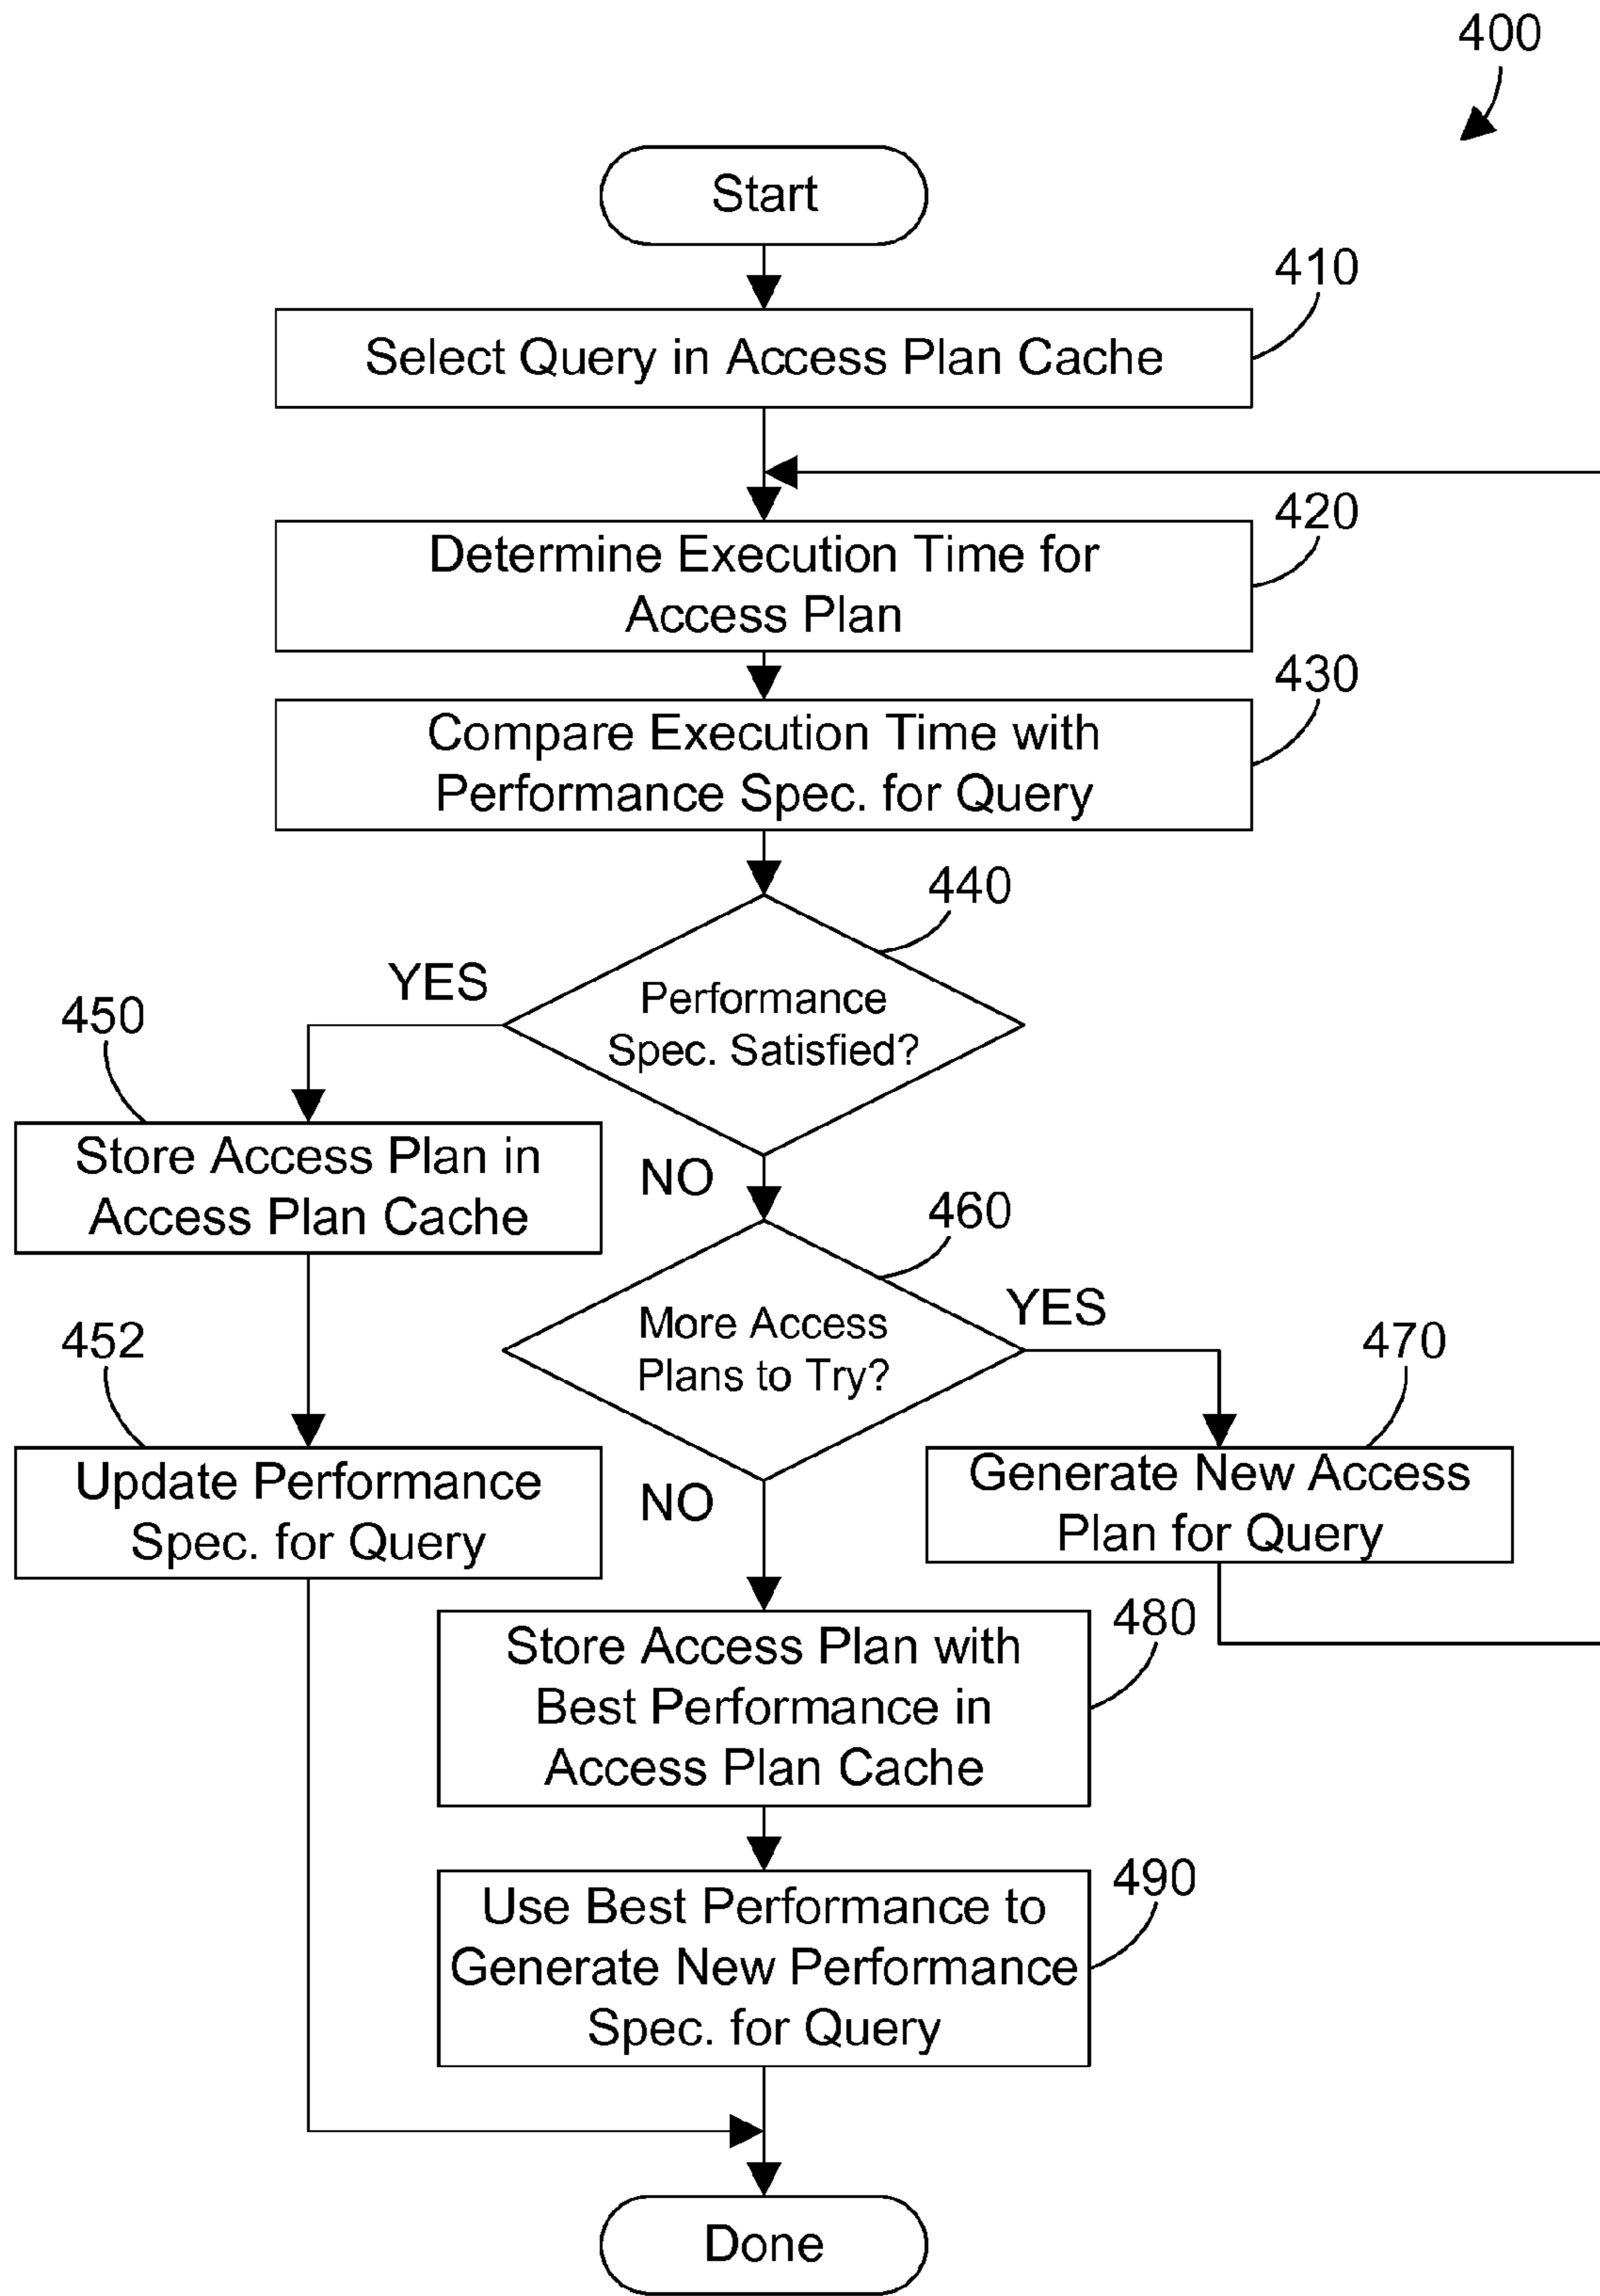 400
Start
410
Select Query in Access Plan Cache
420
Determine Execution Time for
Access Plan
430
Compare Execution Time with
Performance Spec. for Query
440
YES
Performance
Spec. Satisfied?
450
Store Access Plan in
Access Plan Cache
NO
460
More Access
Plans to Try?
YES
452
Update Performance
Spec. for Query
470
Generate New Access
Plan for Query
NO
480
Store Access Plan with
Best Performance in
Access Plan Cache
490
Use Best Performance to
Generate New Performance
Spec. for Query
Done